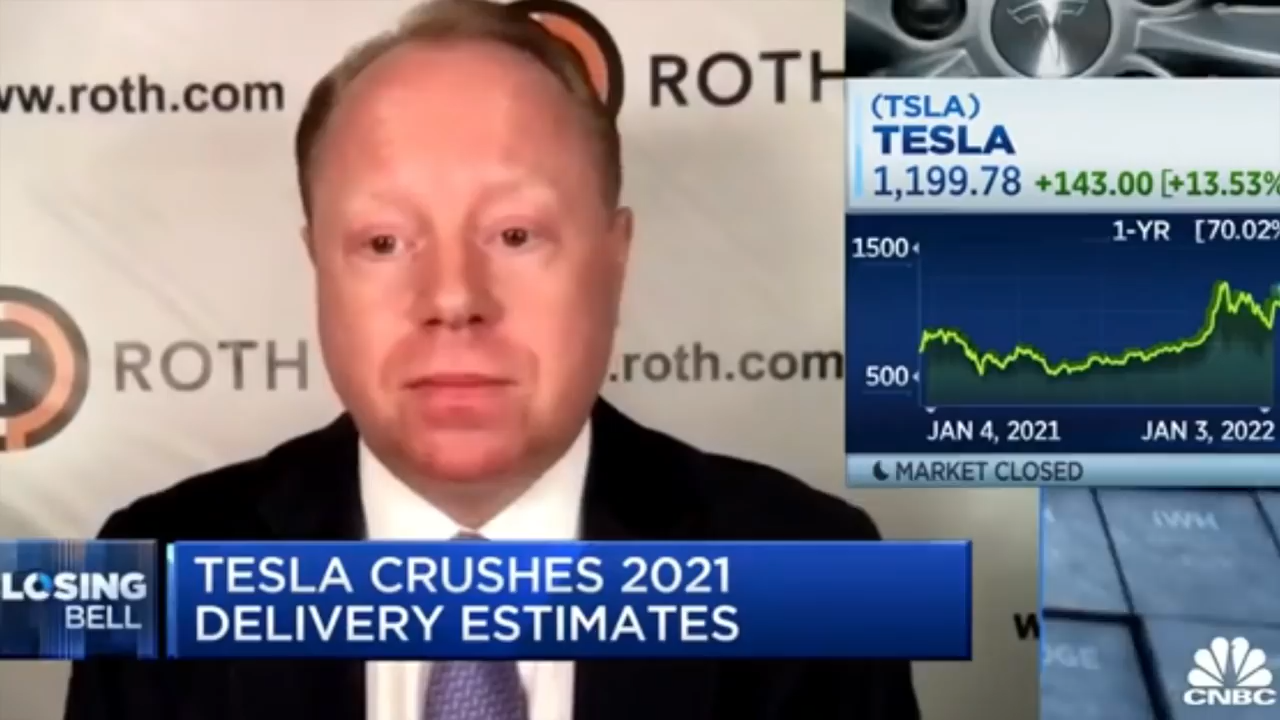 ww.roth.com
ROTH
ROTH
.roth.com
(TSLA)
TESLA
1,199.78 +143.00 [+13.53%
1-YR [70.02%
1500
500
JAN 4, 2021 JAN 3, 2022
MARKET CLOSED
LOSING
BELL
TESLA CRUSHES 2021
DELIVERY ESTIMATES
W
CNBC